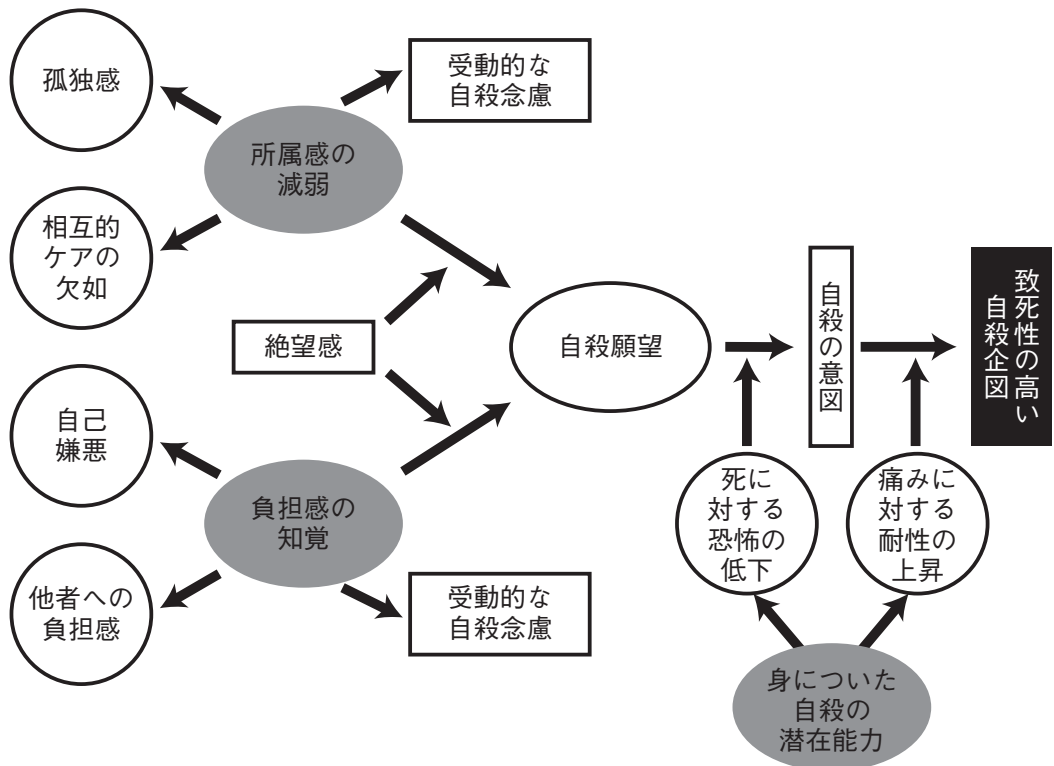 孤独感
受動的な
自殺念慮
所属感の
減弱
相互的
ケアの
欠如
絶望感
自殺願望
自殺の意図
致死性の高い
自殺企図
自己
嫌悪
負担感の
知覚
死に
対する
恐怖の
低下
痛みに
対する
耐性の
上昇
他者への
負担感
受動的な
自殺念慮
身についた
自殺の
潜在能力